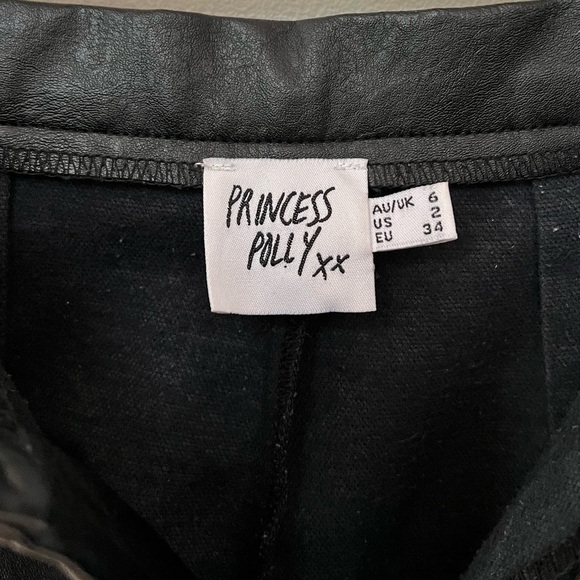 PRINCESS
POLLY xx
AU/UK 6
US 2
EU 34